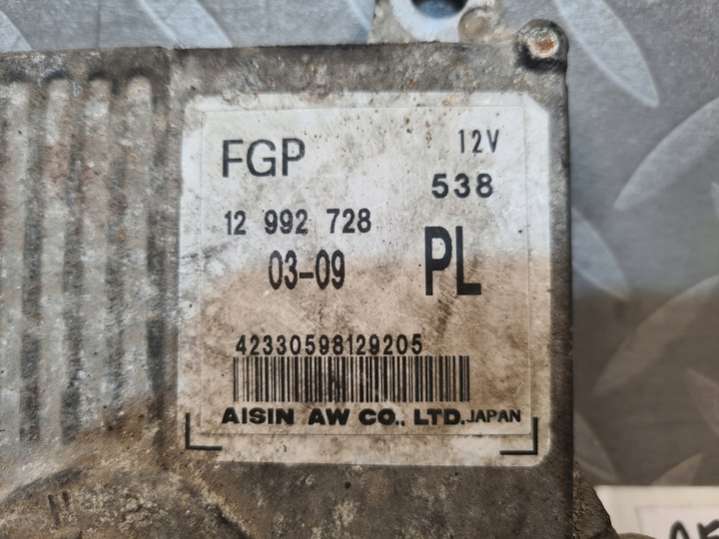 FGP 12V
538
12 992 728
03-09 PL
42330598129205
AISIN AW CO., LTD. JAPAN